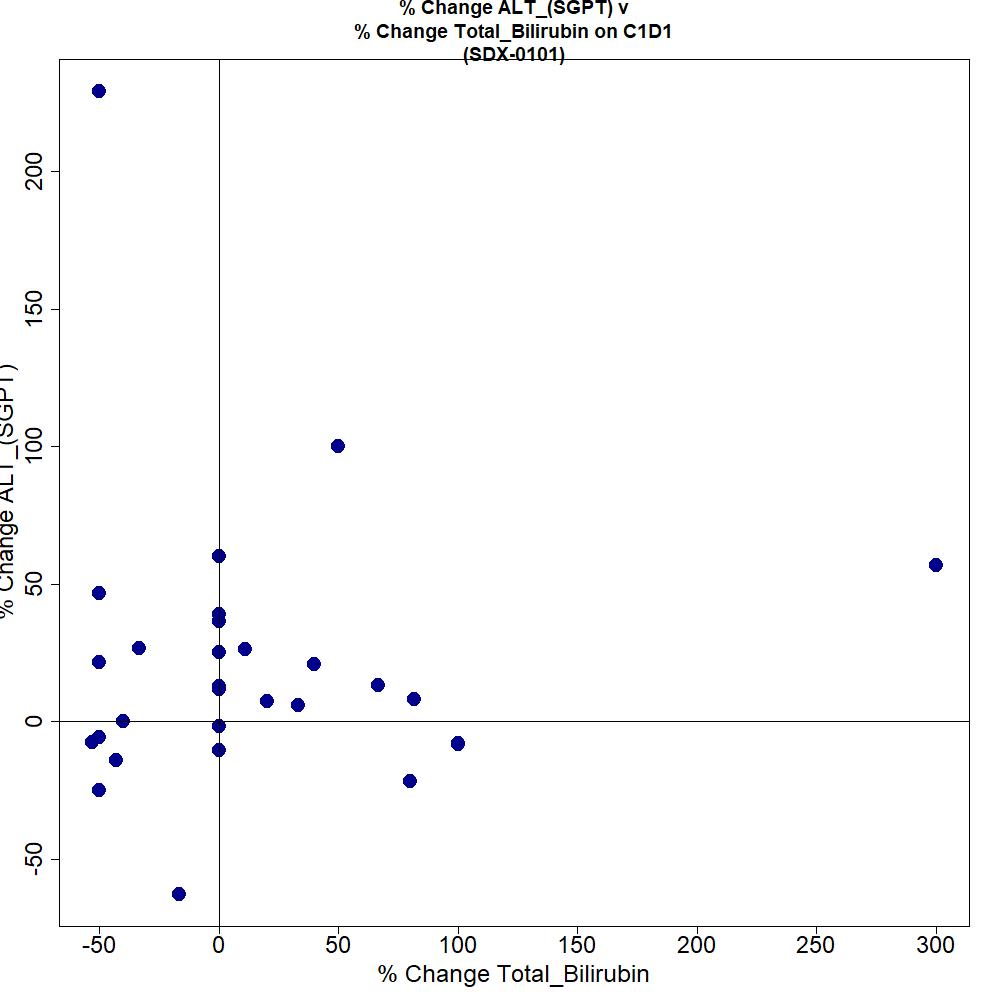 % Change ALT_(SGPT) v
% Change Total_Bilirubin on C1D1
(SDX-0101)
% Change ALT_(SGPT)
200
150
100
50
0
-50
-50 0 50 100 150 200 250 300
% Change Total_Bilirubin